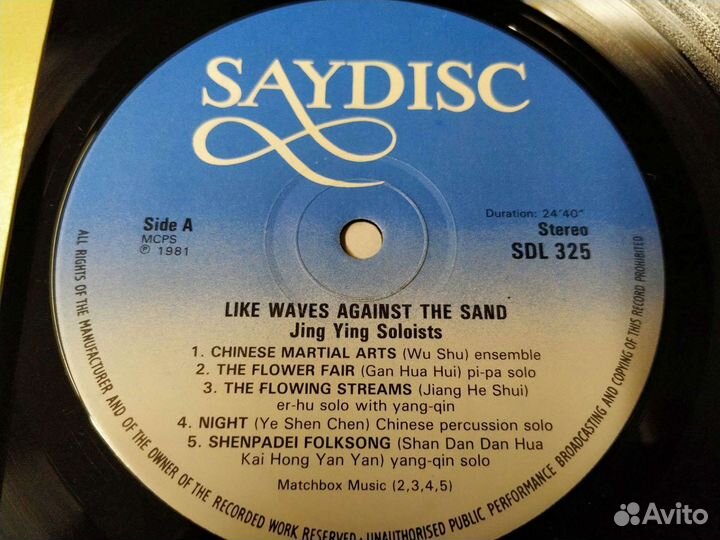 SAYDISC
Side A
MCPS
℗ 1981
Duration: 24'40"
Stereo
SDL 325
LIKE WAVES AGAINST THE SAND
Jing Ying Soloists
1. CHINESE MARTIAL ARTS (Wu Shu) ensemble
2. THE FLOWER FAIR (Gan Hua Hui) pi-pa solo
3. THE FLOWING STREAMS (Jiang He Shui)
er-hu solo with yang-qin
4. NIGHT (Ye Shen Chen) Chinese percussion solo
5. SHENPADEI FOLKSONG (Shan Dan Dan Hua
Kai Hong Yan Yan) yang-qin solo
Matchbox Music (2,3,4,5)
ALL RIGHTS OF THE MANUFACTURER AND OF THE OWNER OF THE RECORDED WORK RESERVED · UNAUTHORISED PUBLIC PERFORMANCE BROADCASTING AND COPYING OF THIS RECORD PROHIBITED
Avito